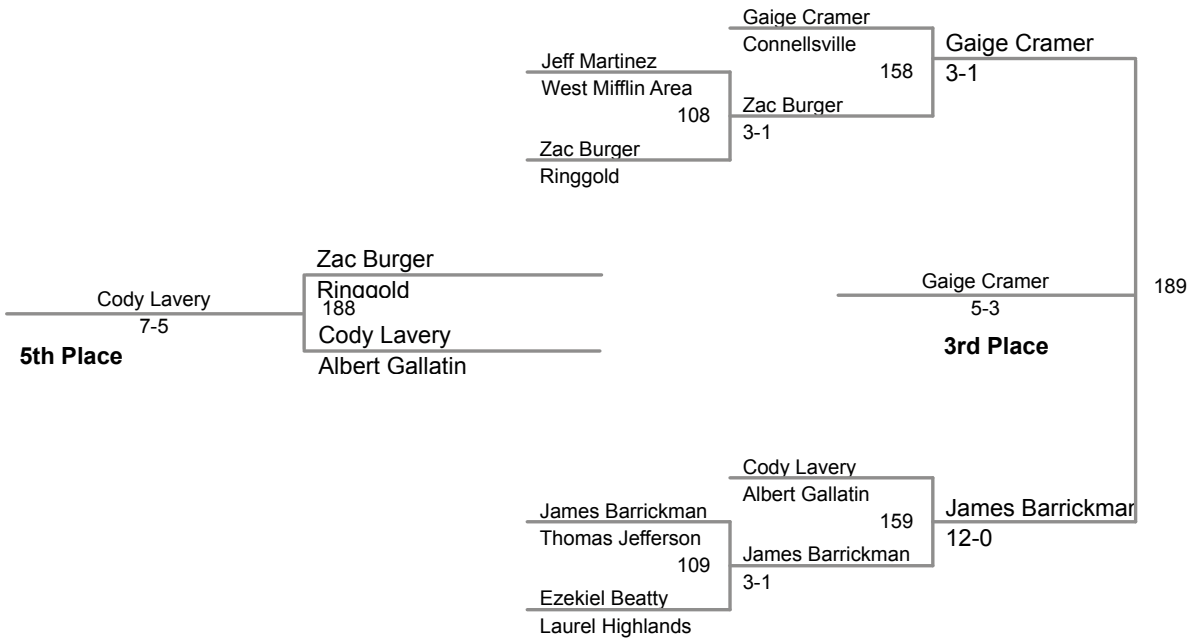 Gaige Cramer
Connellsville
Gaige Cramer
158
3-1
Jeff Martinez
West Mifflin Area
108
Zac Burger
3-1
Zac Burger
Ringgold
Zac Burger
Ringgold
188
Cody Lavery
7-5
5th Place
Cody Lavery
Albert Gallatin
Gaige Cramer
5-3
189
3rd Place
Cody Lavery
Albert Gallatin
159
James Barrickman
12-0
James Barrickman
Thomas Jefferson
109
James Barrickman
3-1
Ezekiel Beatty
Laurel Highlands